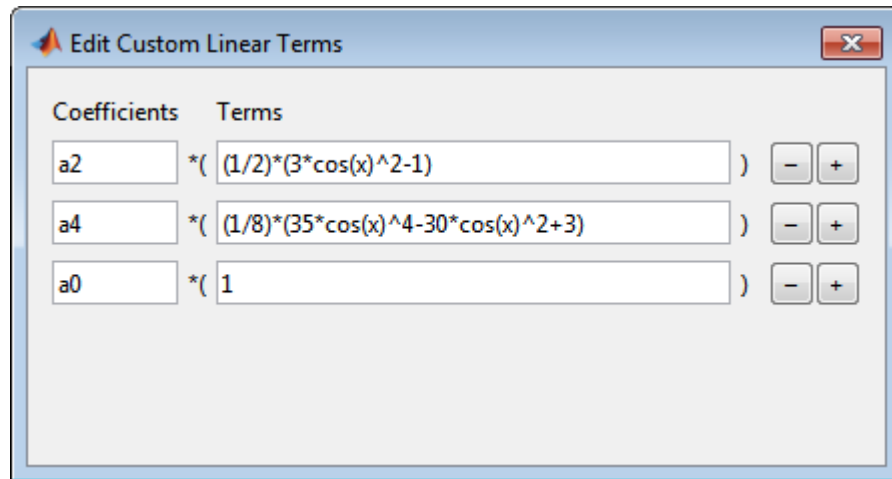 Edit Custom Linear Terms
Coefficients Terms
a2 *( (1/2)*(3*cos(x)^2-1) ) - +
a4 *( (1/8)*(35*cos(x)^4-30*cos(x)^2+3) ) - +
a0 *( 1 ) - +